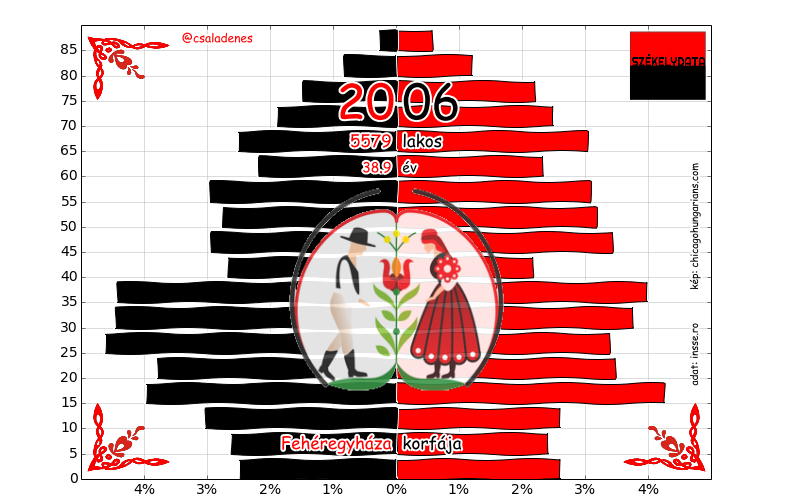 @csaladenes
SZÉKELYDATA
2006
5579 lakos
38.9 év
Fehéregyháza korfája
kép: chicagohungarians.com
adat: insse.ro
85
80
75
70
65
60
55
50
45
40
35
30
25
20
15
10
5
0
4% 3% 2% 1% 0% 1% 2% 3% 4%